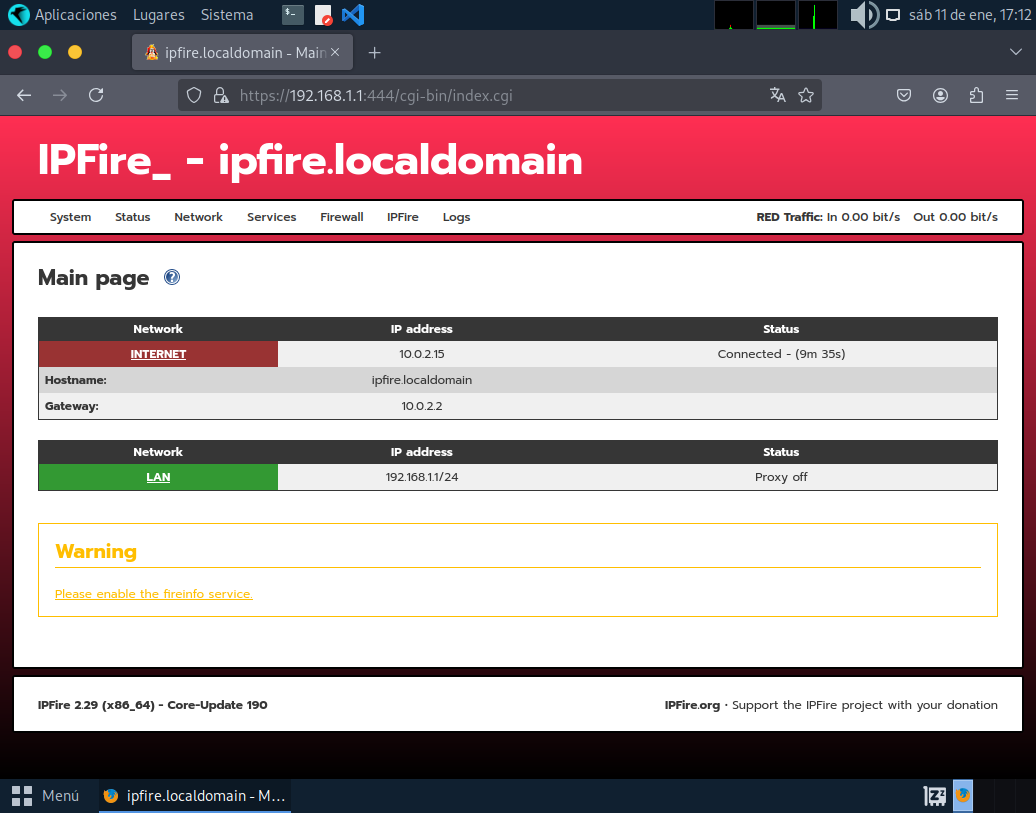 Aplicaciones Lugares Sistema sáb 11 de ene, 17:12
ipfire.localdomain - Main
https://192.168.1.1:444/cgi-bin/index.cgi
IPFire_ - ipfire.localdomain
System Status Network Services Firewall IPFire Logs RED Traffic: In 0.00 bit/s Out 0.00 bit/s
Main page
Network IP address Status
INTERNET 10.0.2.15 Connected - (9m 35s)
Hostname: ipfire.localdomain
Gateway: 10.0.2.2
Network IP address Status
LAN 192.168.1.1/24 Proxy off
Warning
Please enable the fireinfo service.
IPFire 2.29 (x86_64) - Core-Update 190 IPFire.org • Support the IPFire project with your donation
Menú ipfire.localdomain - M...